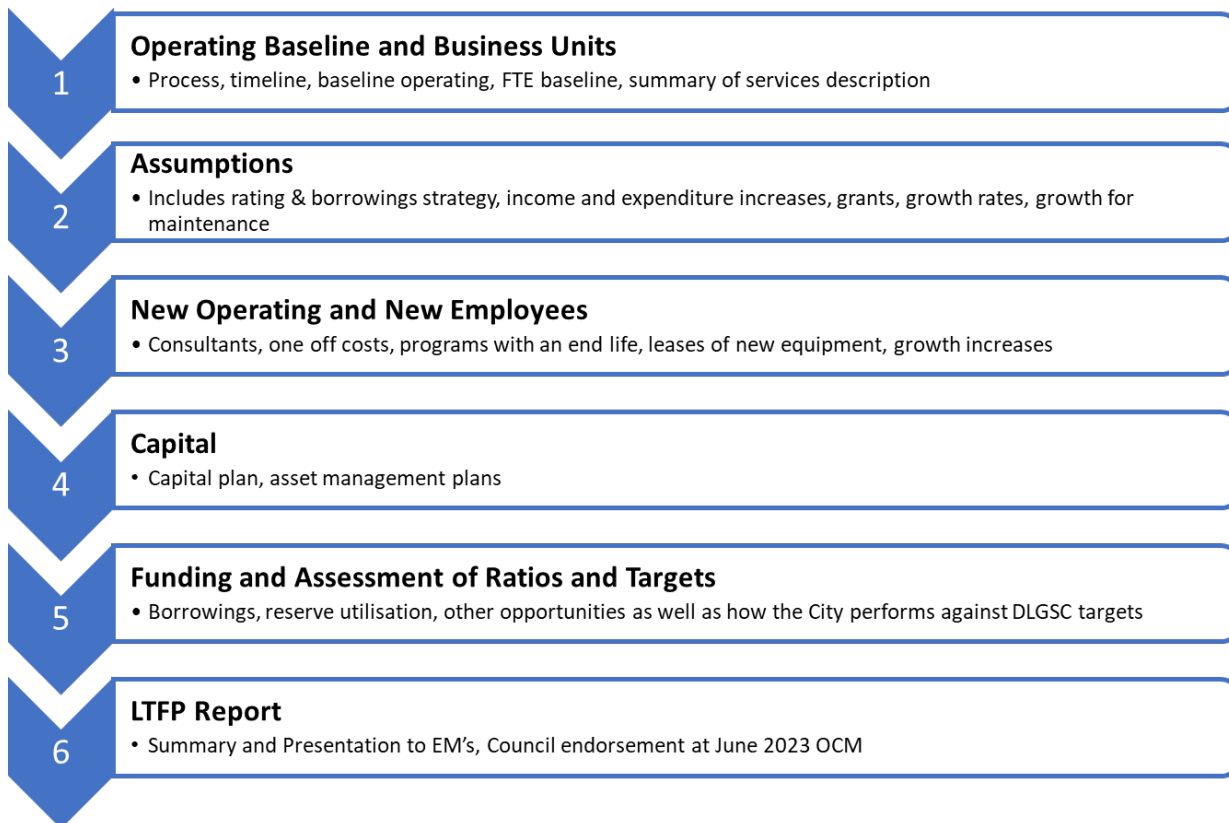 1
Operating Baseline and Business Units
• Process, timeline, baseline operating, FTE baseline, summary of services description
2
Assumptions
• Includes rating & borrowings strategy, income and expenditure increases, grants, growth rates, growth for
maintenance
3
New Operating and New Employees
• Consultants, one off costs, programs with an end life, leases of new equipment, growth increases
4
Capital
• Capital plan, asset management plans
5
Funding and Assessment of Ratios and Targets
• Borrowings, reserve utilisation, other opportunities as well as how the City performs against DLGSC targets
6
LTFP Report
• Summary and Presentation to EM’s, Council endorsement at June 2023 OCM